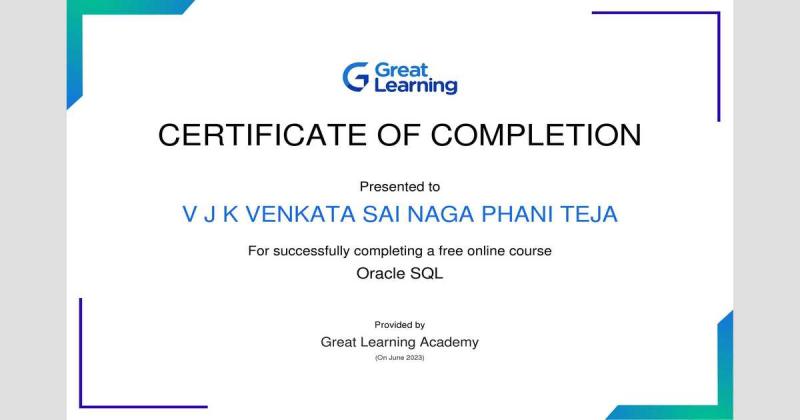 Great
Learning
CERTIFICATE OF COMPLETION
Presented to
V J K VENKATA SAI NAGA PHANI TEJA
For successfully completing a free online course
Oracle SQL
Provided by
Great Learning Academy
(On June 2023)